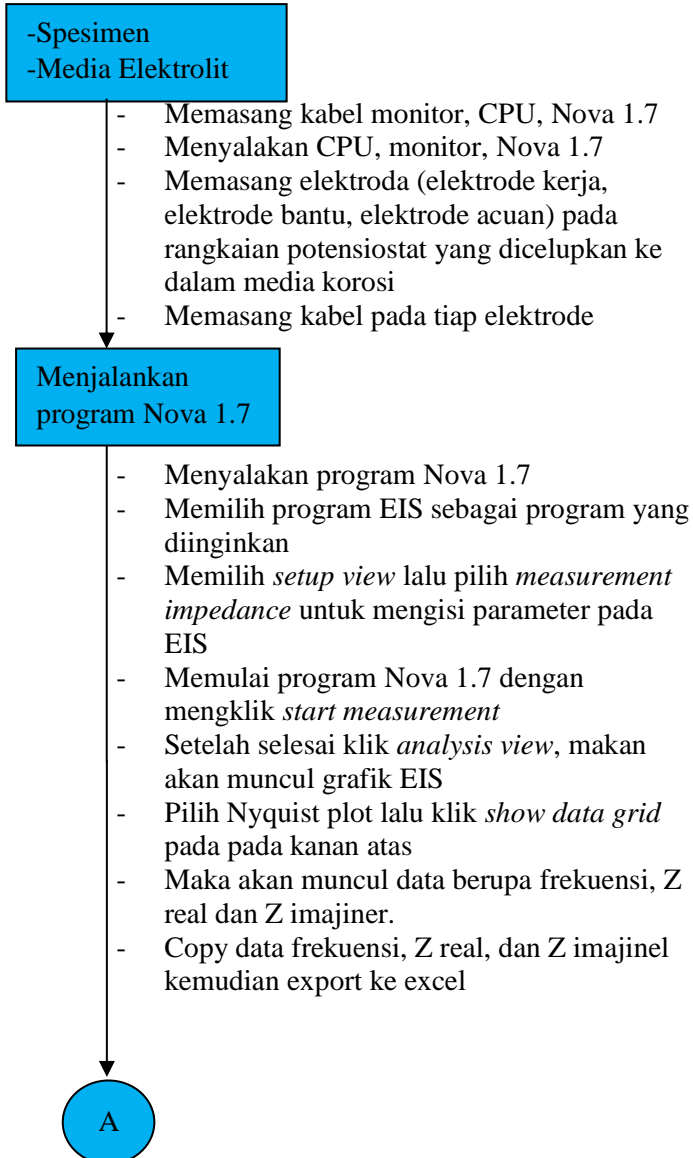 -Spesimen
-Media Elektrolit
- Memasang kabel monitor, CPU, Nova 1.7
- Menyalakan CPU, monitor, Nova 1.7
- Memasang elektroda (elektrode kerja,
elektrode bantu, elektrode acuan) pada
rangkaian potensiostat yang dicelupkan ke
dalam media korosi
- Memasang kabel pada tiap elektrode
Menjalankan
program Nova 1.7
- Menyalakan program Nova 1.7
- Memilih program EIS sebagai program yang
diinginkan
- Memilih setup view lalu pilih measurement
impedance untuk mengisi parameter pada
EIS
- Memulai program Nova 1.7 dengan
mengklik start measurement
- Setelah selesai klik analysis view, makan
akan muncul grafik EIS
- Pilih Nyquist plot lalu klik show data grid
pada pada kanan atas
- Maka akan muncul data berupa frekuensi, Z
real dan Z imajiner.
- Copy data frekuensi, Z real, dan Z imajinel
kemudian export ke excel
A